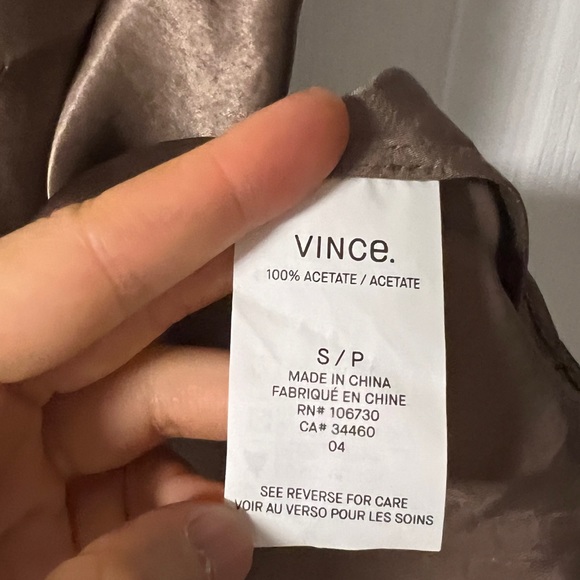 VINCe.
100% ACETATE / ACETATE
S / P
MADE IN CHINA
FABRIQUÉ EN CHINE
RN# 106730
CA# 34460
04
SEE REVERSE FOR CARE
VOIR AU VERSO POUR LES SOINS